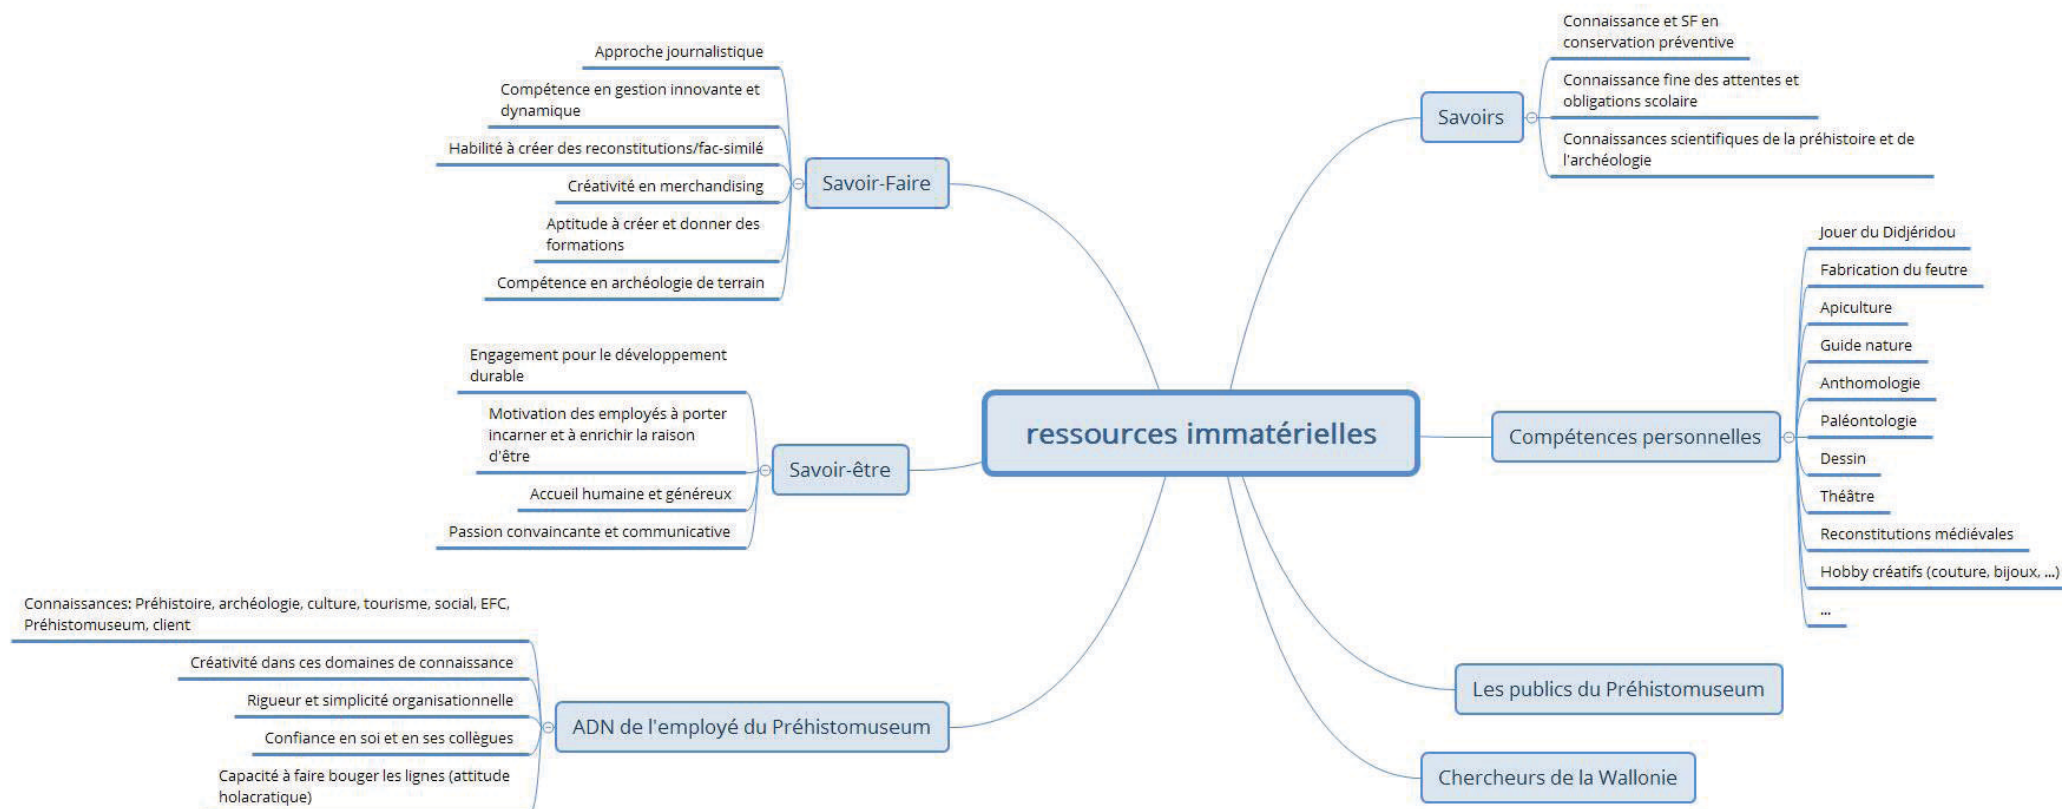 Approche journalistique
Compétence en gestion innovante et
dynamique
Habilité à créer des reconstitutions/fac-similé
Créativité en merchandising
Aptitude à créer et donner des
formations
Compétence en archéologie de terrain
Savoir-Faire
Engagement pour le développement
durable
Motivation des employés à porter
incarner et à enrichir la raison
d'être
Accueil humaine et généreux
Passion convaincante et communicative
Savoir-être
Connaissances: Préhistoire, archéologie, culture, tourisme, social, EFC,
Préhistomuseum, client
Créativité dans ces domaines de connaissance
Rigueur et simplicité organisationnelle
Confiance en soi et en ses collègues
Capacité à faire bouger les lignes (attitude
holacratique)
ADN de l'employé du Préhistomuseum
ressources immatérielles
Savoirs
Connaissance et SF en
conservation préventive
Connaissance fine des attentes et
obligations scolaire
Connaissances scientifiques de la préhistoire et de
l'archéologie
Compétences personnelles
Jouer du Didjéridou
Fabrication du feutre
Apiculture
Guide nature
Anthomologie
Paléontologie
Dessin
Théâtre
Reconstitutions médiévales
Hobby créatifs (couture, bijoux, ...)
...
Les publics du Préhistomuseum
Chercheurs de la Wallonie